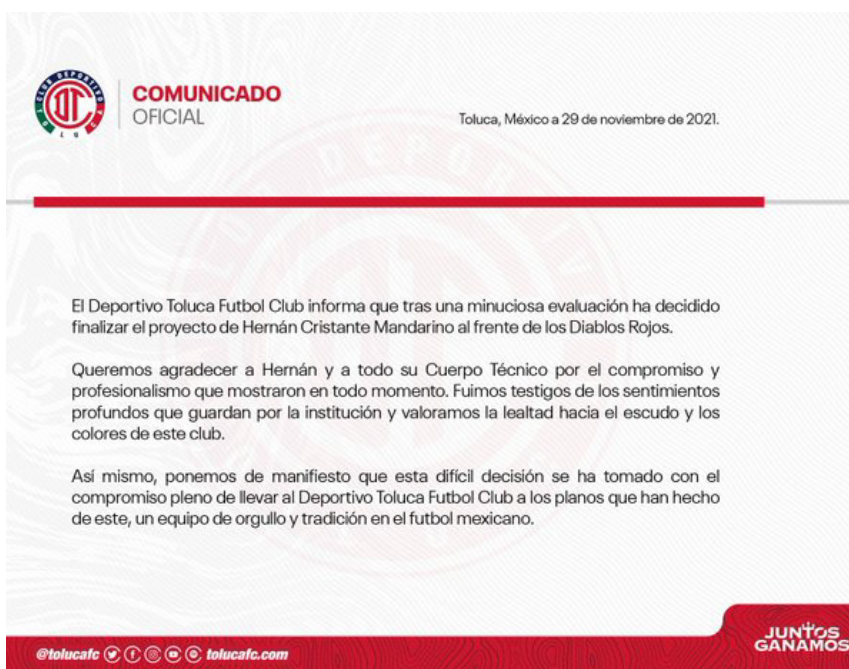 CLUB DEPORTIVO
TOLUCA
COMUNICADO
OFICIAL
Toluca, México a 29 de noviembre de 2021.
El Deportivo Toluca Futbol Club informa que tras una minuciosa evaluación ha decidido
finalizar el proyecto de Hernán Cristante Mandarino al frente de los Diablos Rojos.
Queremos agradecer a Hernán y a todo su Cuerpo Técnico por el compromiso y
profesionalismo que mostraron en todo momento. Fuimos testigos de los sentimientos
profundos que guardan por la institución y valoramos la lealtad hacia el escudo y los
colores de este club.
Así mismo, ponemos de manifiesto que esta difícil decisión se ha tomado con el
compromiso pleno de llevar al Deportivo Toluca Futbol Club a los planos que han hecho
de este, un equipo de orgullo y tradición en el futbol mexicano.
@tolucafc tolucafc.com
JUNTOS
GANAMOS